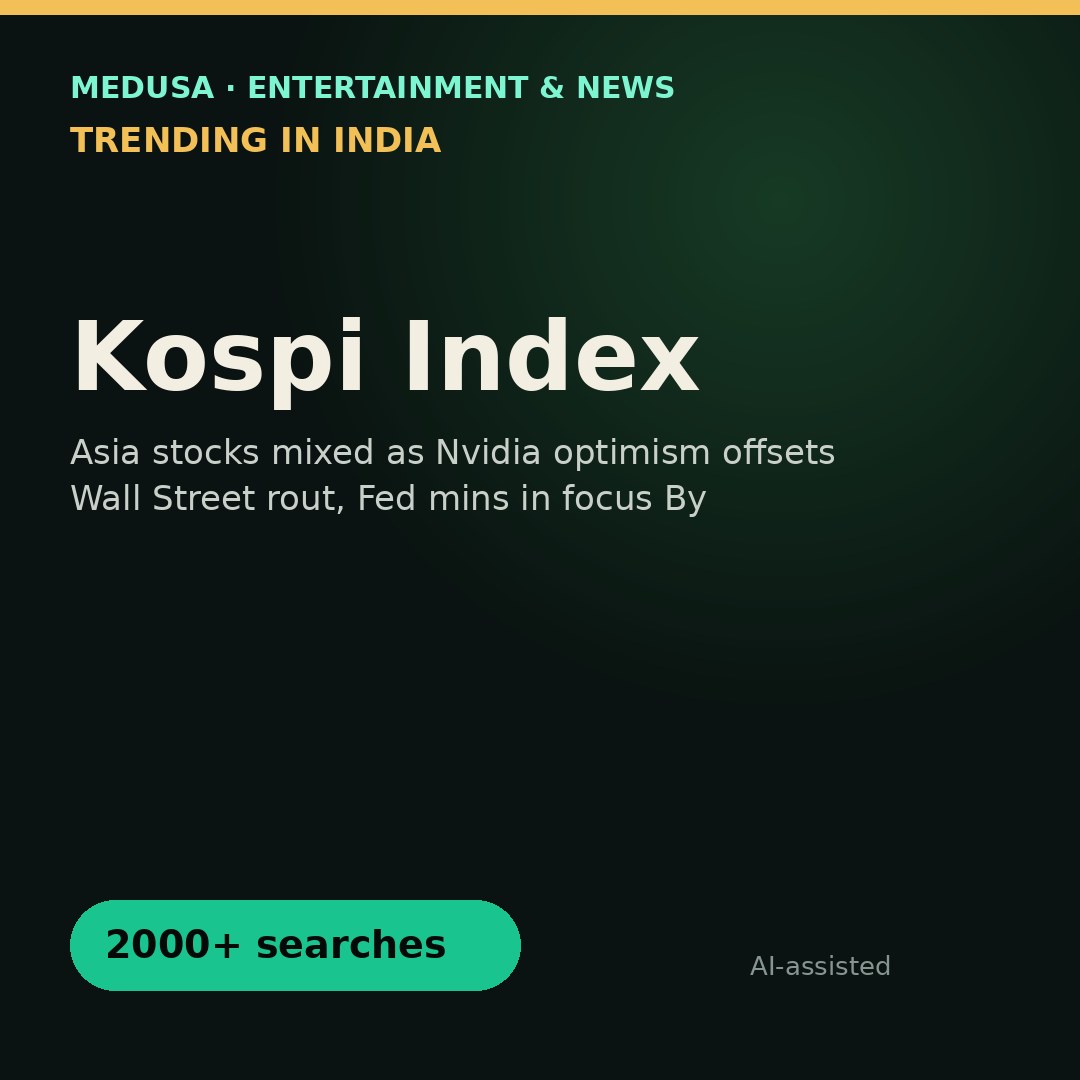 MEDUSA · ENTERTAINMENT & NEWS
TRENDING IN INDIA
Kospi Index
Asia stocks mixed as Nvidia optimism offsets
Wall Street rout, Fed mins in focus By
2000+ searches
AI-assisted